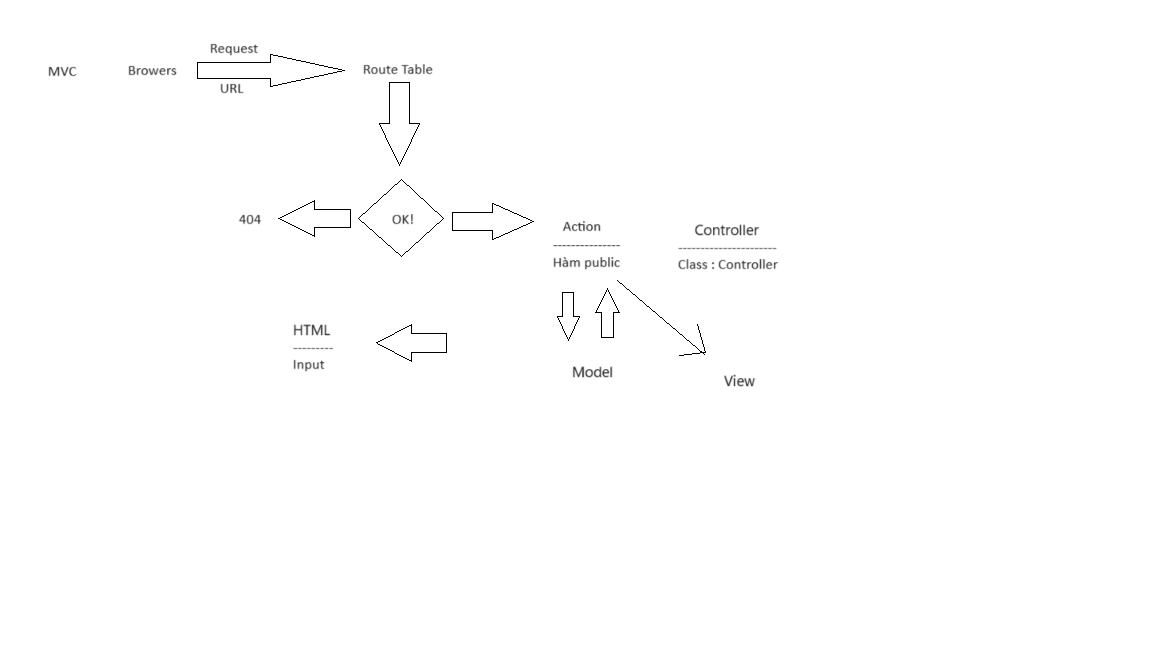 Request
MVC
Browers
Route Table
URL
404
OK!
Action
---------------
Hàm public
Controller
----------------------
Class : Controller
HTML
---------
Input
Model
View